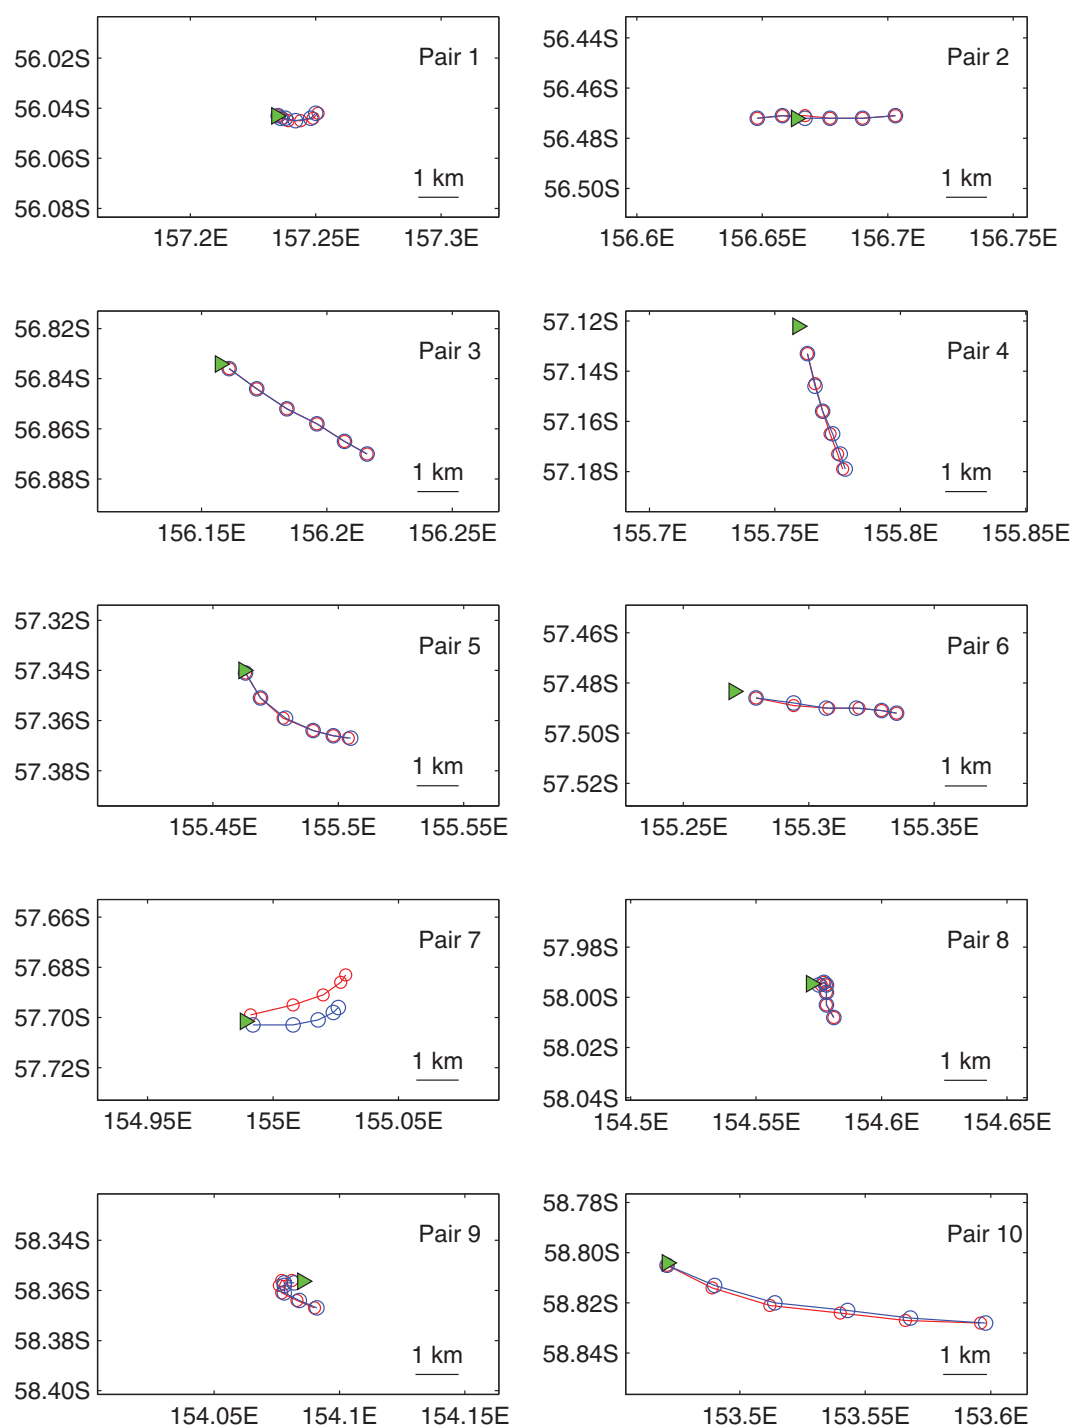 56.02S
56.04S
56.06S
56.08S
Pair 1
1 km
157.2E 157.25E 157.3E
56.44S
56.46S
56.48S
56.50S
Pair 2
1 km
156.6E 156.65E 156.7E 156.75E
56.82S
56.84S
56.86S
56.88S
Pair 3
1 km
156.15E 156.2E 156.25E
57.12S
57.14S
57.16S
57.18S
Pair 4
1 km
155.7E 155.76E 155.8E 155.85E
57.32S
57.34S
57.36S
57.38S
Pair 5
1 km
155.45E 155.5E 155.55E
57.46S
57.48S
57.50S
57.52S
Pair 6
1 km
155.25E 155.3E 155.35E
57.66S
57.68S
57.70S
57.72S
Pair 7
1 km
154.95E 155E 155.05E
57.98S
58.00S
58.02S
58.04S
Pair 8
1 km
154.5E 154.55E 154.6E 154.65E
58.34S
58.36S
58.38S
58.40S
Pair 9
1 km
154.05E 154.1E 154.15E
58.78S
58.80S
58.82S
58.84S
Pair 10
1 km
153.5E 153.55E 153.6E